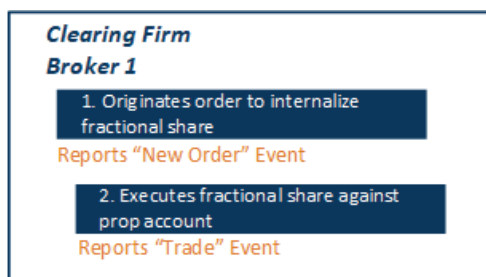 Clearing Firm
Broker 1
1. Originates order to internalize
fractional share
Reports “New Order” Event
2. Executes fractional share against
prop account
Reports “Trade” Event